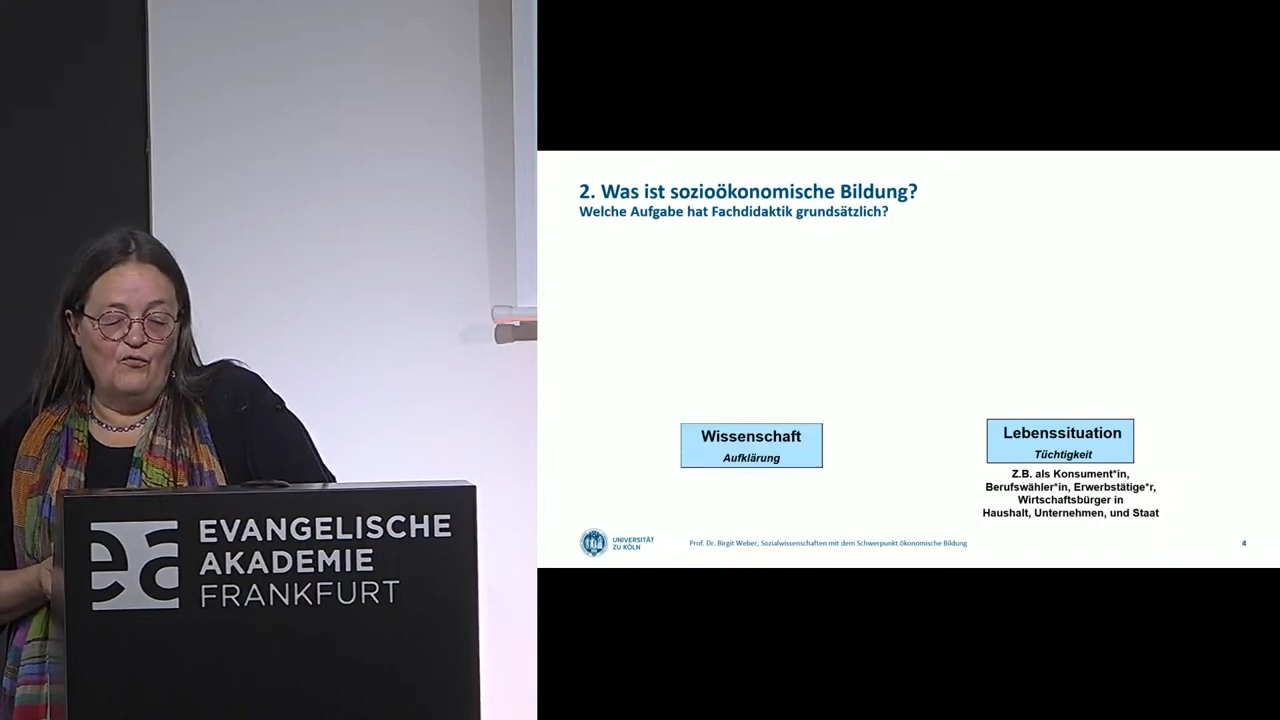 EVANGELISCHE
AKADEMIE
FRANKFURT
ea
2. Was ist sozioökonomische Bildung?
Welche Aufgabe hat Fachdidaktik grundsätzlich?
Wissenschaft
Aufklärung
Lebenssituation
Tüchtigkeit
Z.B. als Konsument*in,
Berufswähler*in, Erwerbstätige*r,
Wirtschaftsbürger in
Haushalt, Unternehmen, und Staat
UNIVERSITÄT
ZU KÖLN
Prof. Dr. Birgit Weber, Sozialwissenschaften mit dem Schwerpunkt ökonomische Bildung
4